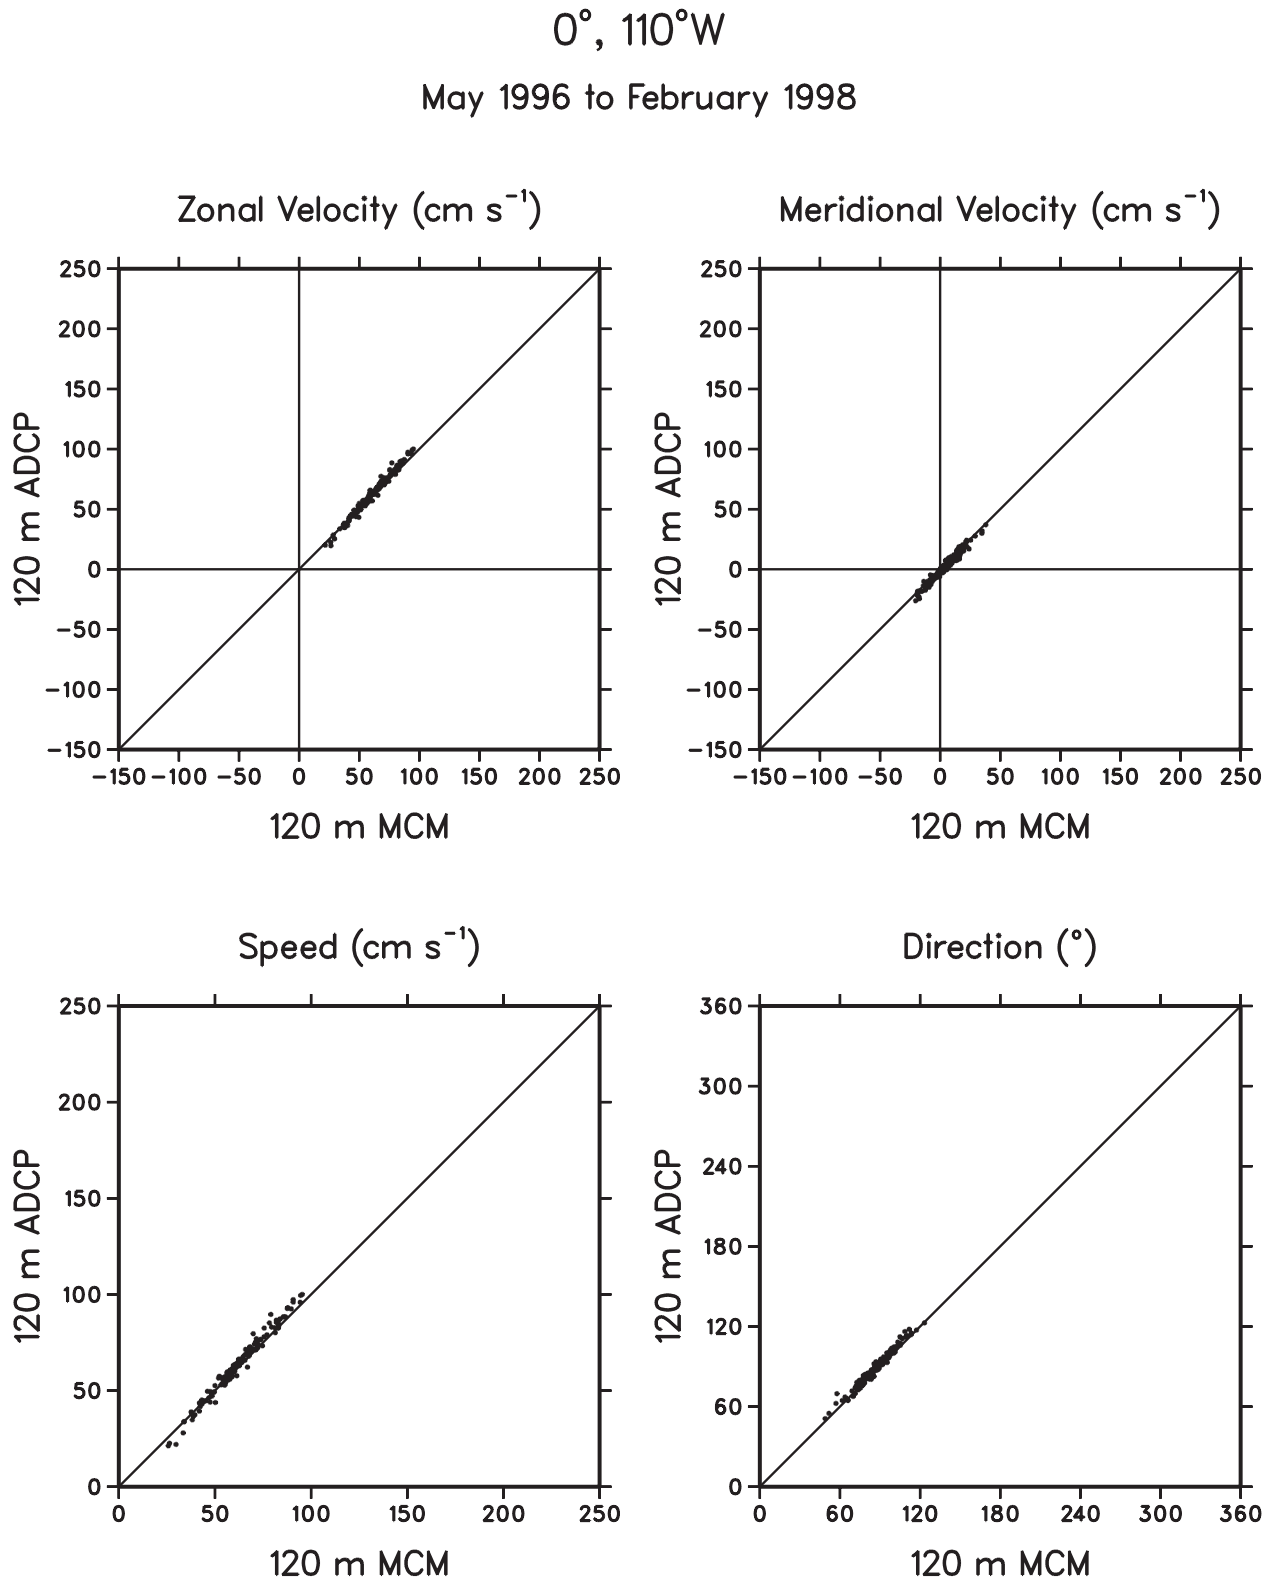 0°, 110°W
May 1996 to February 1998
Zonal Velocity (cm s⁻¹)
250
200
150
100
50
0
−50
−100
−150
120 m ADCP
−150 −100 −50 0 50 100 150 200 250
120 m MCM
Meridional Velocity (cm s⁻¹)
250
200
150
100
50
0
−50
−100
−150
120 m ADCP
−150 −100 −50 0 50 100 150 200 250
120 m MCM
Speed (cm s⁻¹)
250
200
150
100
50
0
120 m ADCP
0 50 100 150 200 250
120 m MCM
Direction (°)
360
300
240
180
120
60
0
120 m ADCP
0 60 120 180 240 300 360
120 m MCM